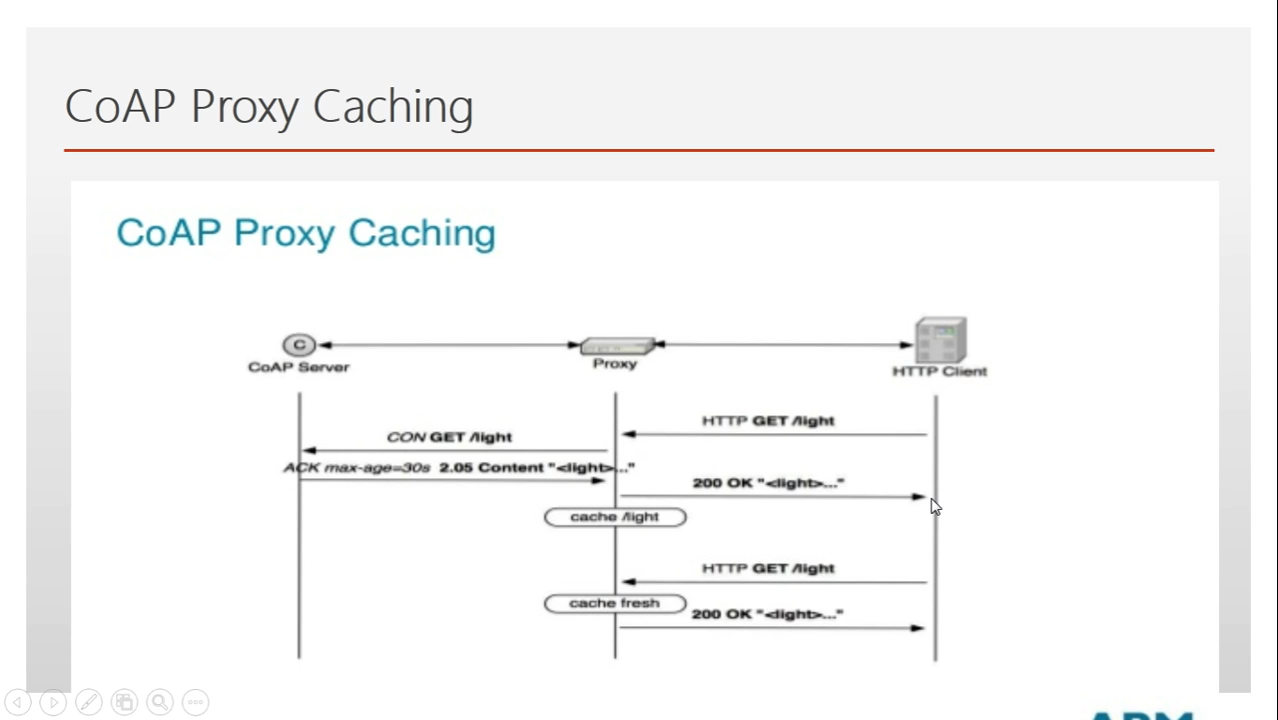 CoAP Proxy Caching
CoAP Proxy Caching
C
CoAP Server
Proxy
HTTP Client
HTTP GET /light
CON GET /light
ACK max-age=30s 2.05 Content "<light>..."
200 OK "<light>..."
cache /light
HTTP GET /light
cache fresh
200 OK "<light>..."
ARM